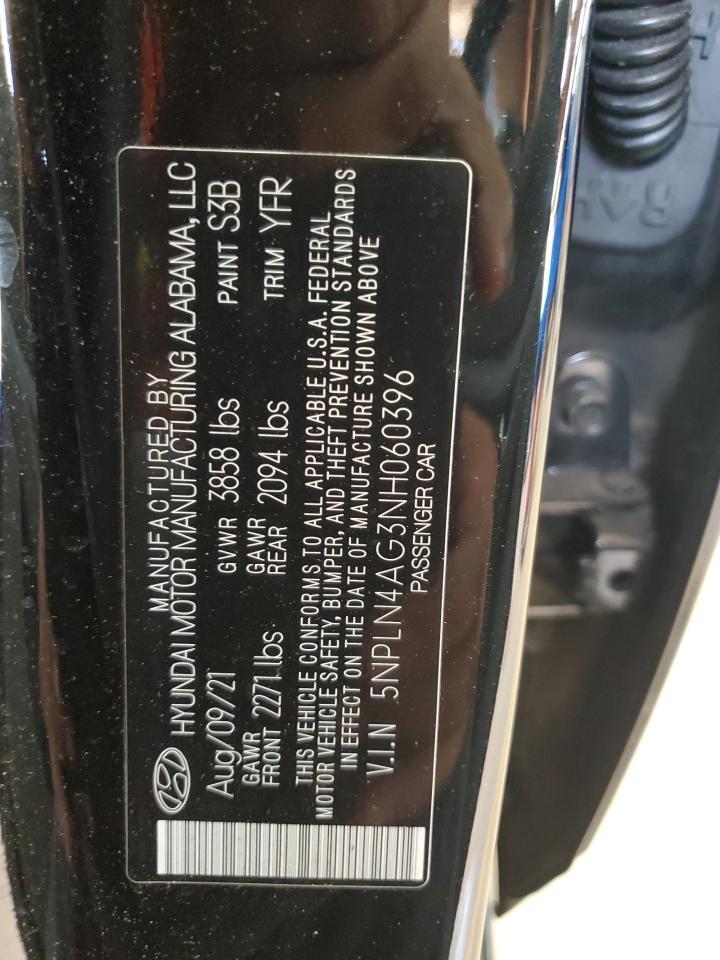 MANUFACTURED BY
HYUNDAI MOTOR MANUFACTURING ALABAMA, LLC
Aug/09/21 GVWR 3858 lbs PAINT S3B
GAWR FRONT 2271 lbs GAWR REAR 2094 lbs TRIM YFR
THIS VEHICLE CONFORMS TO ALL APPLICABLE U.S.A. FEDERAL
MOTOR VEHICLE SAFETY, BUMPER, AND THEFT PREVENTION STANDARDS
IN EFFECT ON THE DATE OF MANUFACTURE SHOWN ABOVE
V.I.N 5NPLN4AG3NH060396
PASSENGER CAR